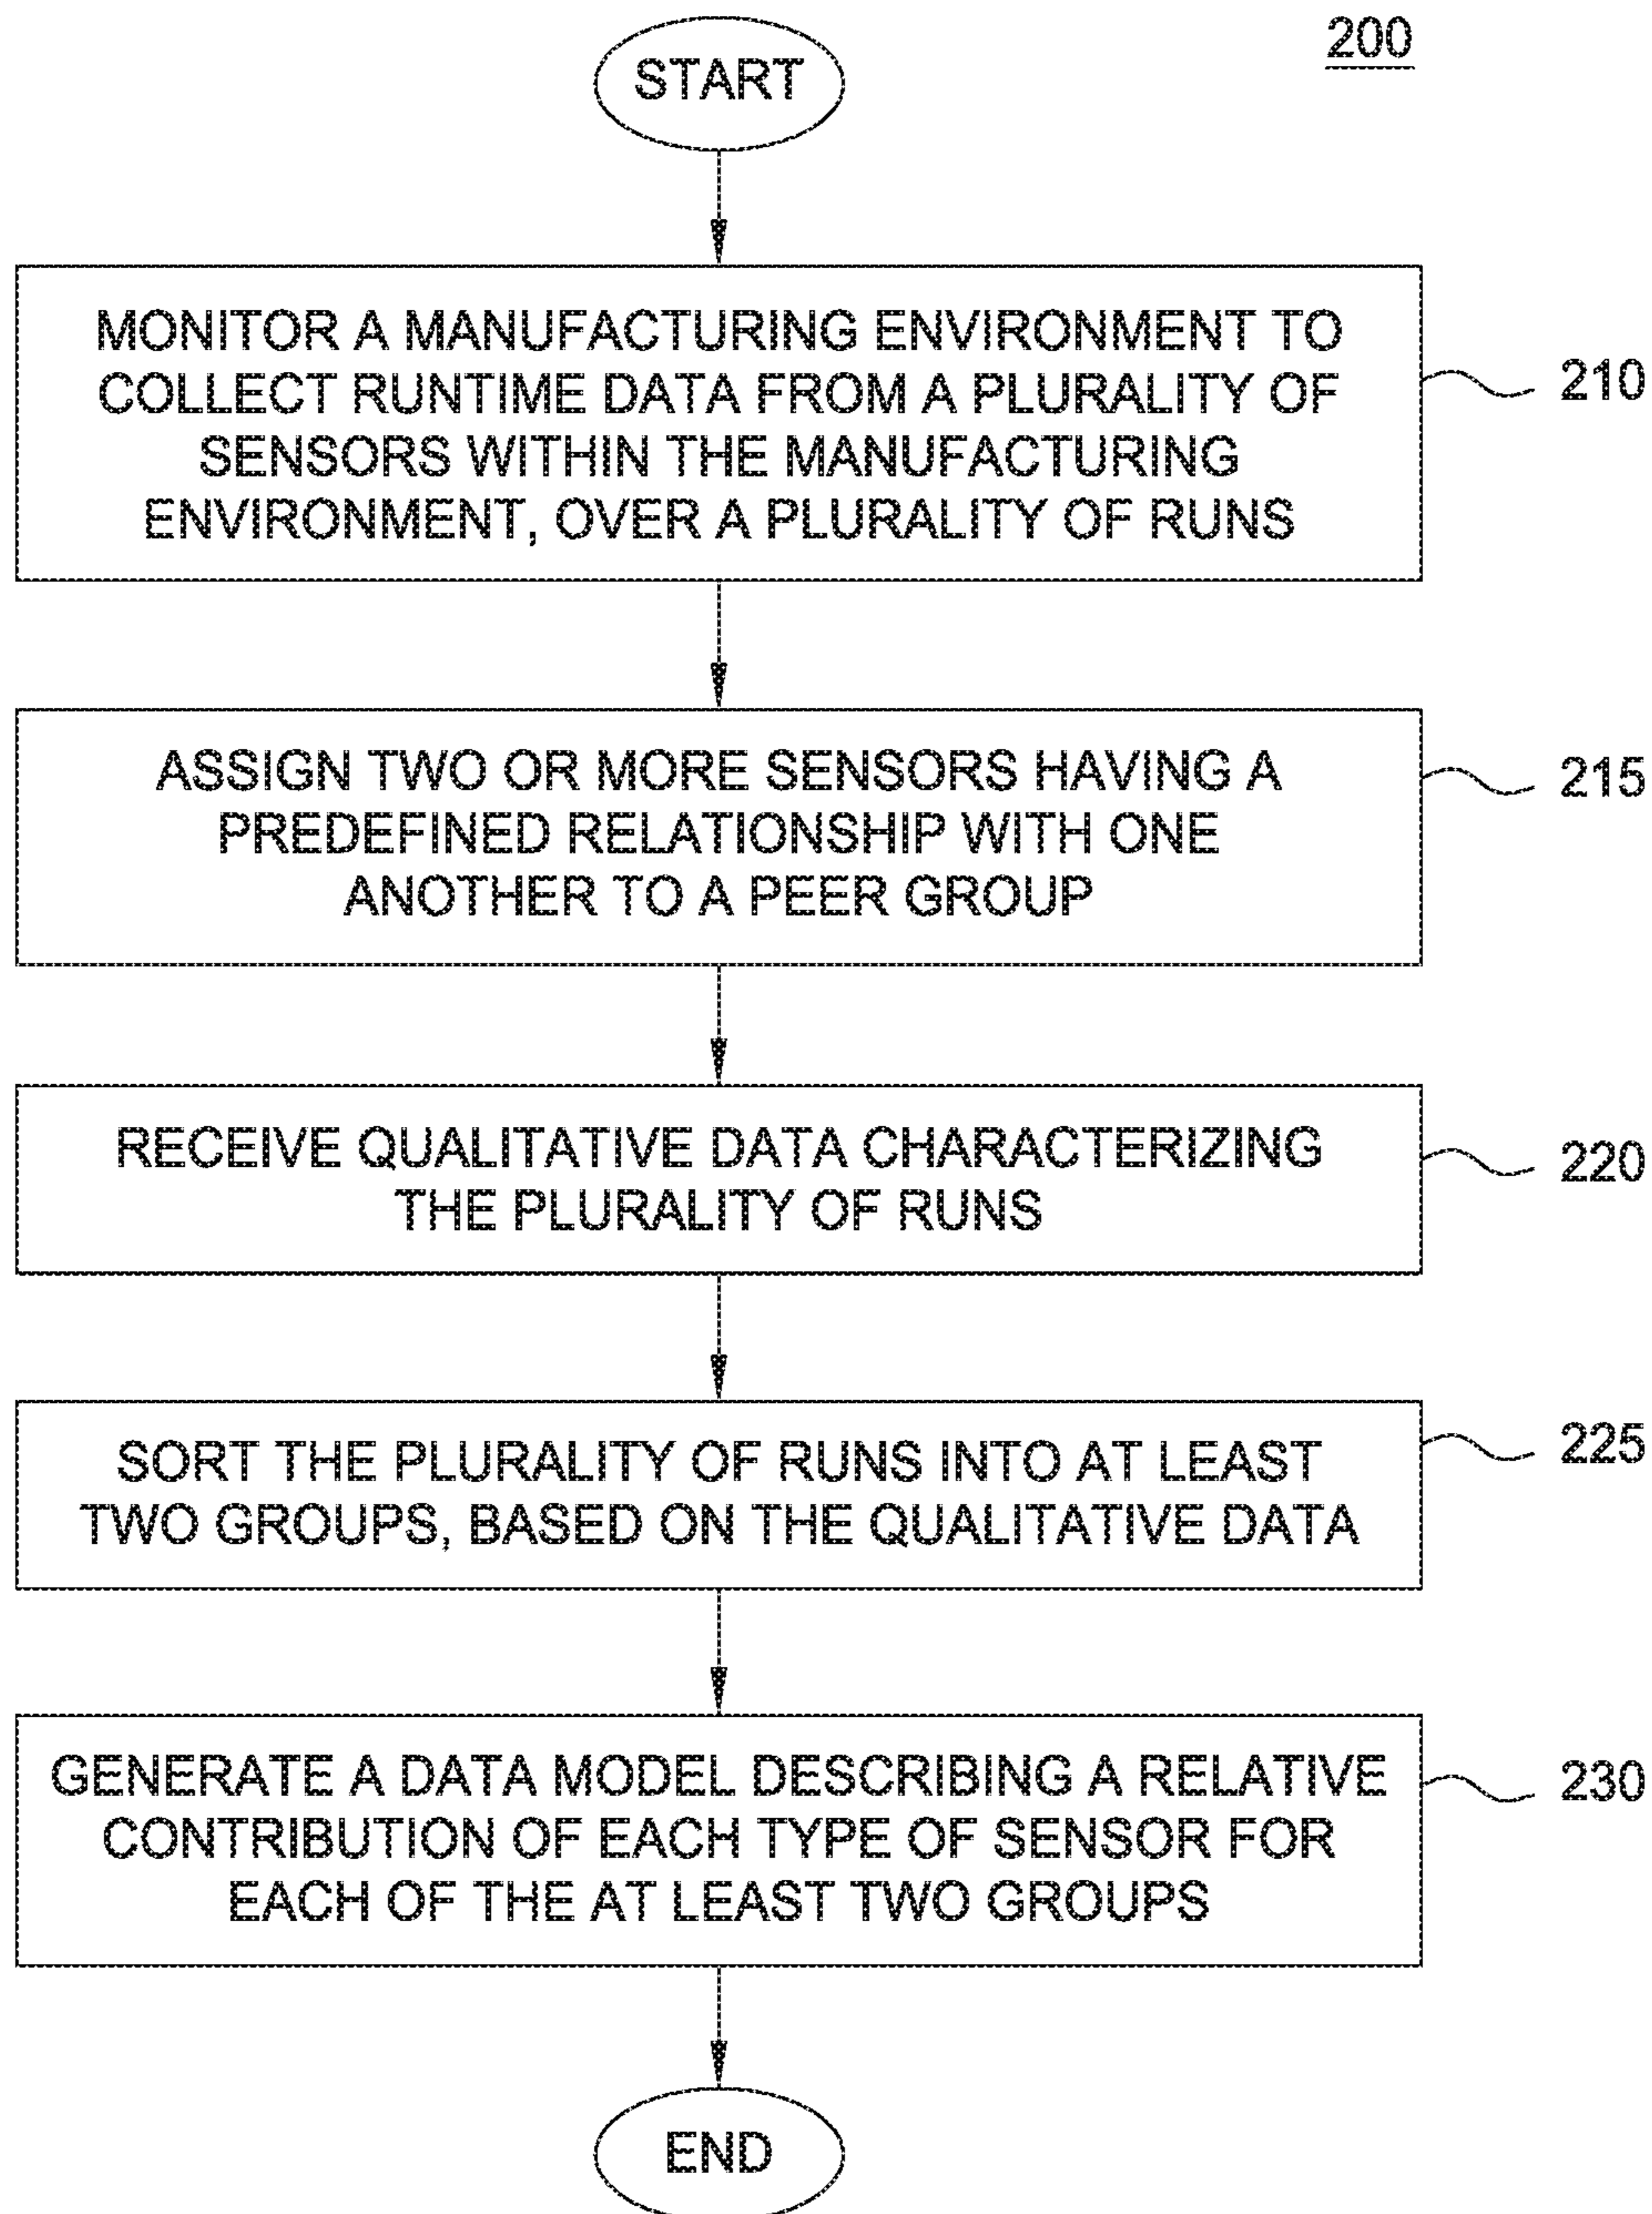 200
START
MONITOR A MANUFACTURING ENVIRONMENT TO
COLLECT RUNTIME DATA FROM A PLURALITY OF
SENSORS WITHIN THE MANUFACTURING
ENVIRONMENT, OVER A PLURALITY OF RUNS
210
ASSIGN TWO OR MORE SENSORS HAVING A
PREDEFINED RELATIONSHIP WITH ONE
ANOTHER TO A PEER GROUP
215
RECEIVE QUALITATIVE DATA CHARACTERIZING
THE PLURALITY OF RUNS
220
SORT THE PLURALITY OF RUNS INTO AT LEAST
TWO GROUPS, BASED ON THE QUALITATIVE DATA
225
GENERATE A DATA MODEL DESCRIBING A RELATIVE
CONTRIBUTION OF EACH TYPE OF SENSOR FOR
EACH OF THE AT LEAST TWO GROUPS
230
END